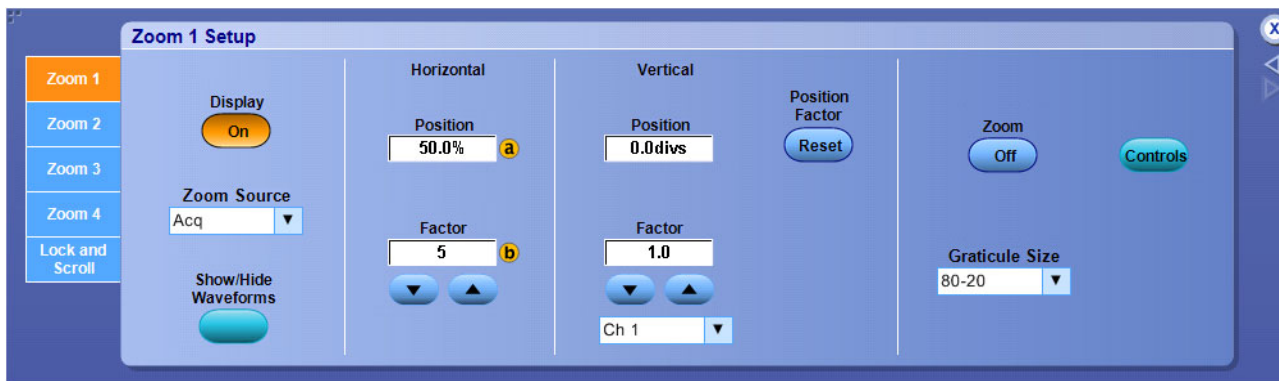 Zoom 1 Setup
X
Zoom 1
Zoom 2
Zoom 3
Zoom 4
Lock and
Scroll
Display
On
Zoom Source
Acq
Show/Hide
Waveforms
Horizontal
Position
50.0%
a
Factor
5
b
Vertical
Position
0.0divs
Factor
1.0
Ch 1
Position
Factor
Reset
Zoom
Off
Controls
Graticule Size
80-20